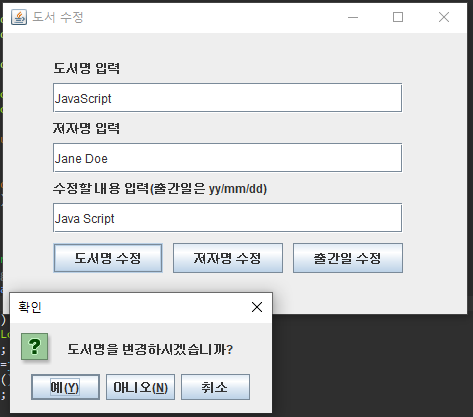 도서 수정
도서명 입력
JavaScript
저자명 입력
Jane Doe
수정할 내용 입력(출간일은 yy/mm/dd)
Java Script
도서명 수정 저자명 수정 출간일 수정
확인
도서명을 변경하시겠습니까?
예(Y) 아니오(N) 취소